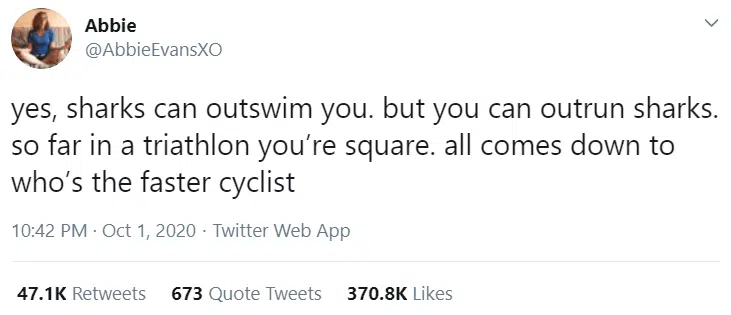 Abbie
@AbbieEvansXO
yes, sharks can outswim you. but you can outrun sharks.
so far in a triathlon you’re square. all comes down to
who’s the faster cyclist
10:42 PM · Oct 1, 2020 · Twitter Web App
47.1K Retweets 673 Quote Tweets 370.8K Likes